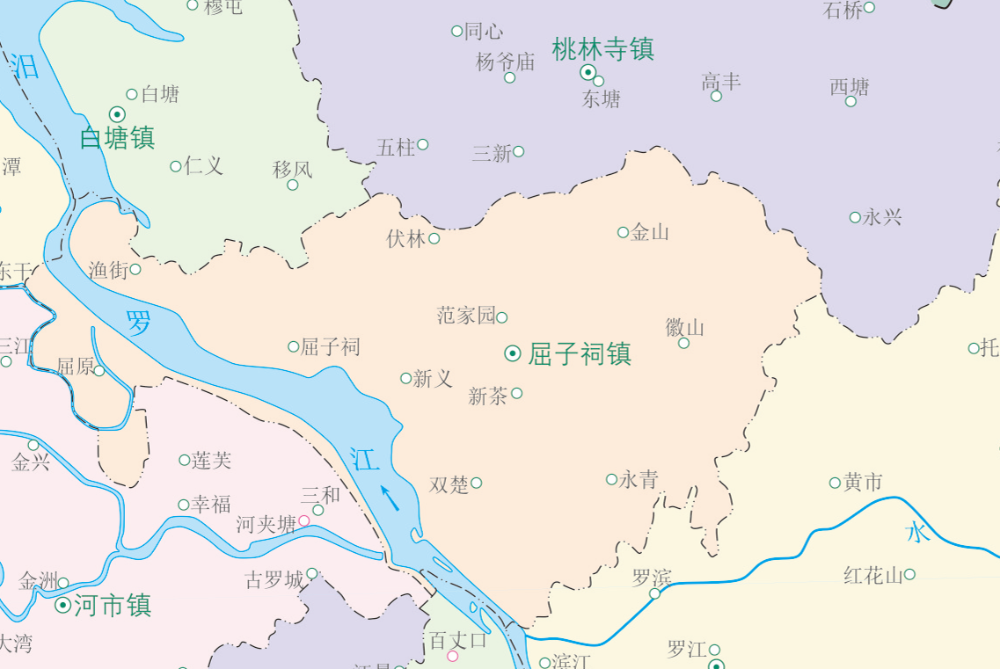 穆屯
石桥
同心
桃林寺镇
杨爷庙
汨
高丰
西塘
白塘
东塘
白塘镇
五柱
三新
仁义
移风
潭
永兴
伏林
金山
渔街
东干
范家园
罗
徽山
三江
屈子祠
屈子祠镇
托
屈原
新义
新茶
金兴
莲芙
江
双楚
永青
黄市
三和
幸福
河夹塘
水
金洲
古罗城
罗滨
红花山
河市镇
大湾
百丈口
罗江
滨江